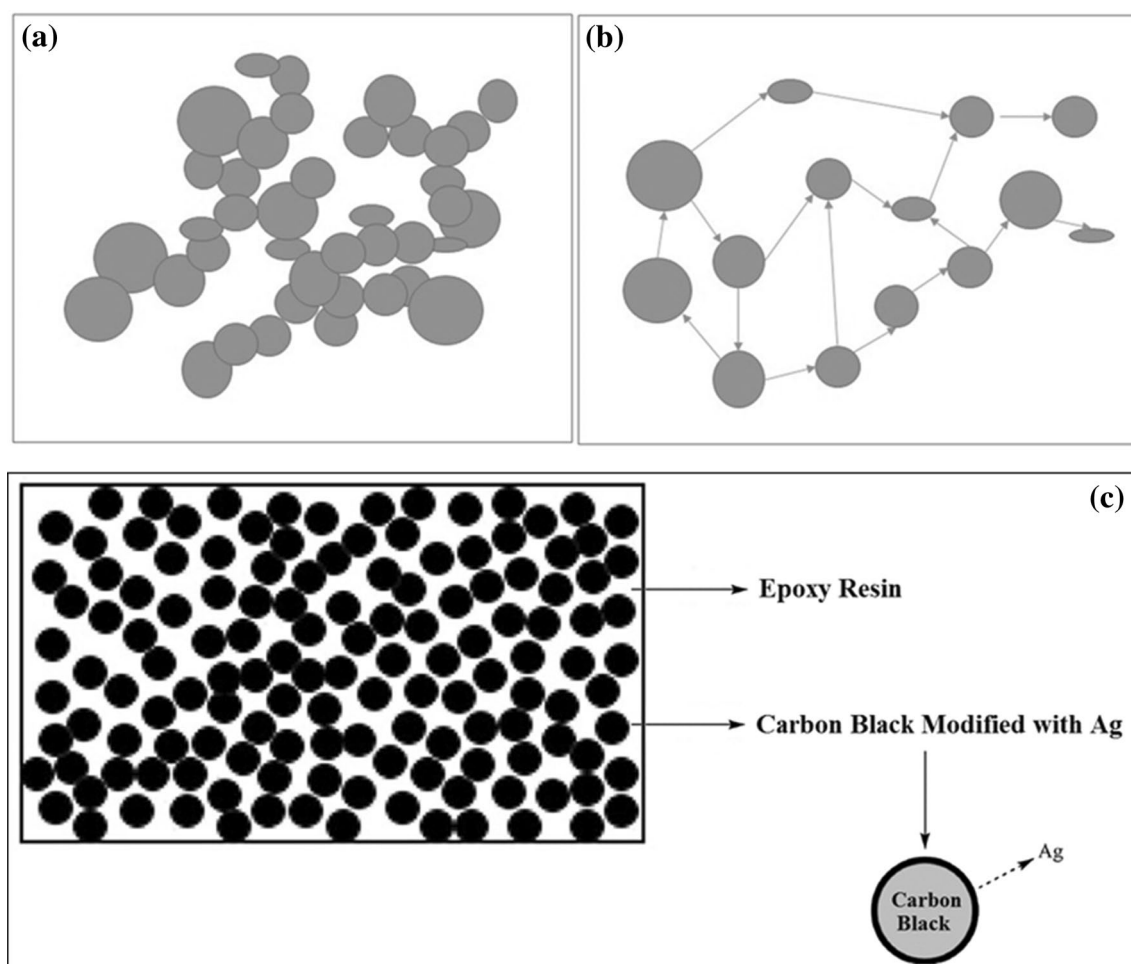 (a)
(b)
(c)
Epoxy Resin
Carbon Black Modified with Ag
Ag
Carbon
Black